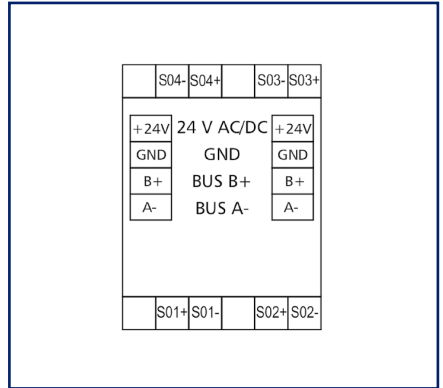 S04- S04+ S03- S03+
+24V 24 V AC/DC +24V
GND GND GND
B+ BUS B+ B+
A- BUS A- A-
S01+ S01- S02+ S02-